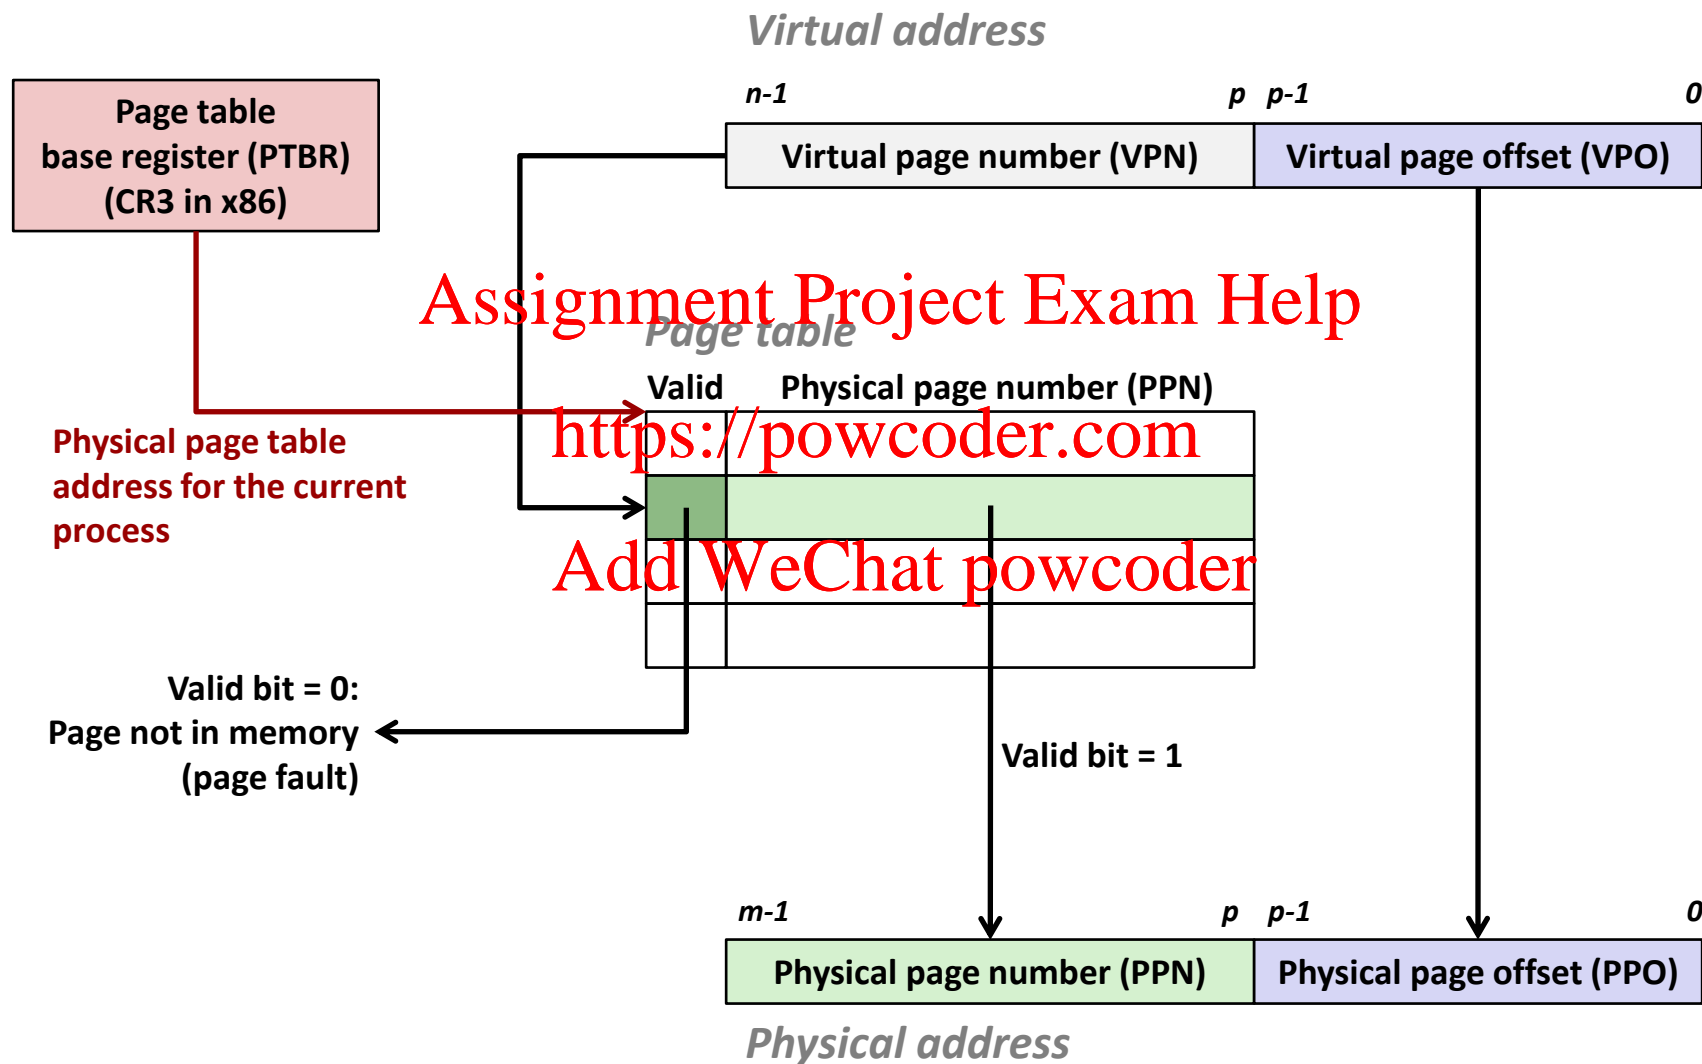 Virtual address
n-1 p p-1 0
Page table
base register (PTBR)
(CR3 in x86)
Virtual page number (VPN) Virtual page offset (VPO)
Assignment Project Exam Help
Page table
Valid Physical page number (PPN)
https://powcoder.com
Physical page table
address for the current
process
Add WeChat powcoder
Valid bit = 0:
Page not in memory
(page fault)
Valid bit = 1
m-1 p p-1 0
Physical page number (PPN) Physical page offset (PPO)
Physical address